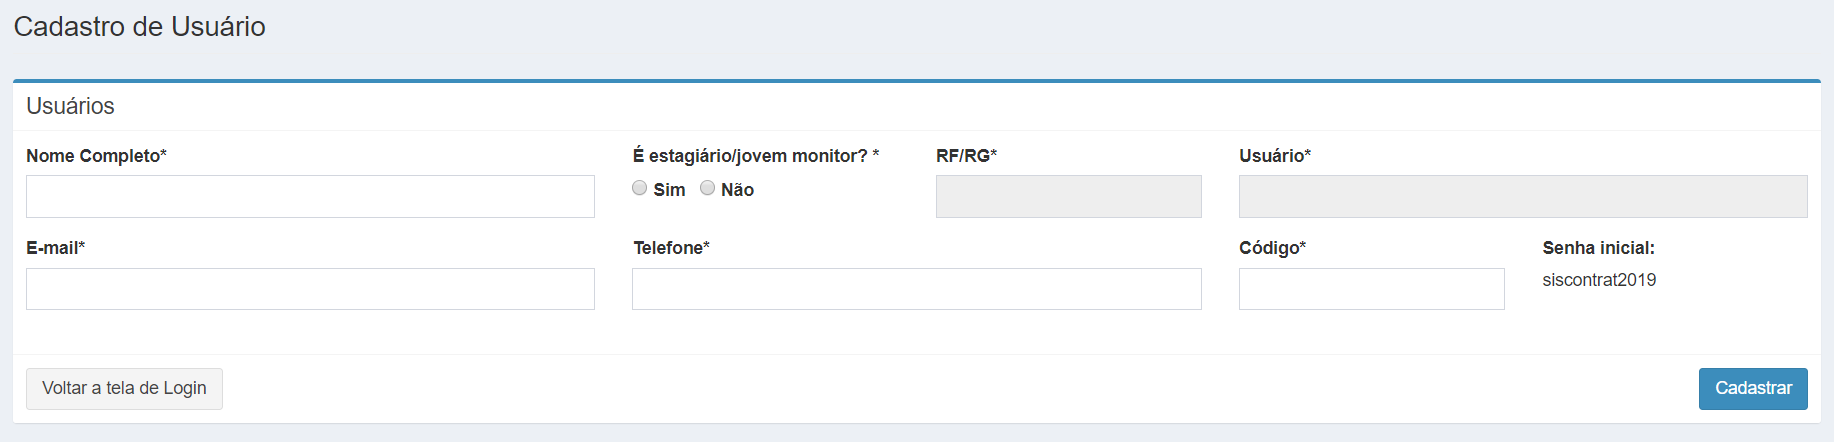 Cadastro de Usuário
Usuários
Nome Completo*
É estagiário/jovem monitor? *
RF/RG*
Usuário*
Sim
Não
E-mail*
Telefone*
Código*
Senha inicial:
siscontrat2019
Voltar a tela de Login
Cadastrar